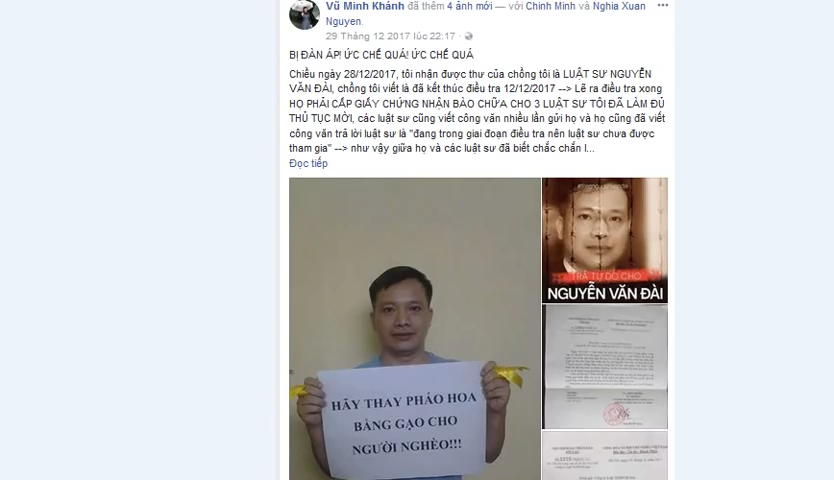 Vũ Minh Khánh đã thêm 4 ảnh mới — với Chinh Minh và Nghia Xuan
Nguyen.
29 Tháng 12 2017 lúc 22:17 ·
BỊ ĐÀN ÁP! ỨC CHẾ QUÁ! ỨC CHẾ QUÁ
Chiều ngày 28/12/2017, tôi nhận được thư của chồng tôi là LUẬT SƯ NGUYỄN
VĂN ĐÀI, chồng tôi viết là đã kết thúc điều tra 12/12/2017 --> Lẽ ra điều tra xong
HỌ PHẢI CẤP GIẤY CHỨNG NHẬN BÀO CHỮA CHO 3 LUẬT SƯ TÔI ĐÃ LÀM ĐỦ
THỦ TỤC MỜI, các luật sư cũng viết công văn nhiều lần gửi họ và họ cũng đã viết
công văn trả lời luật sư là "đang trong giai đoạn điều tra nên luật sư chưa được
tham gia" --> như vậy giữa họ và các luật sư đã biết chắc chắn l...
Đọc tiếp
TRẢ TỰ DO CHO
NGUYỄN VĂN ĐÀI
HÃY THAY PHÁO HOA
BẰNG GẠO CHO
NGƯỜI NGHÈO!!!